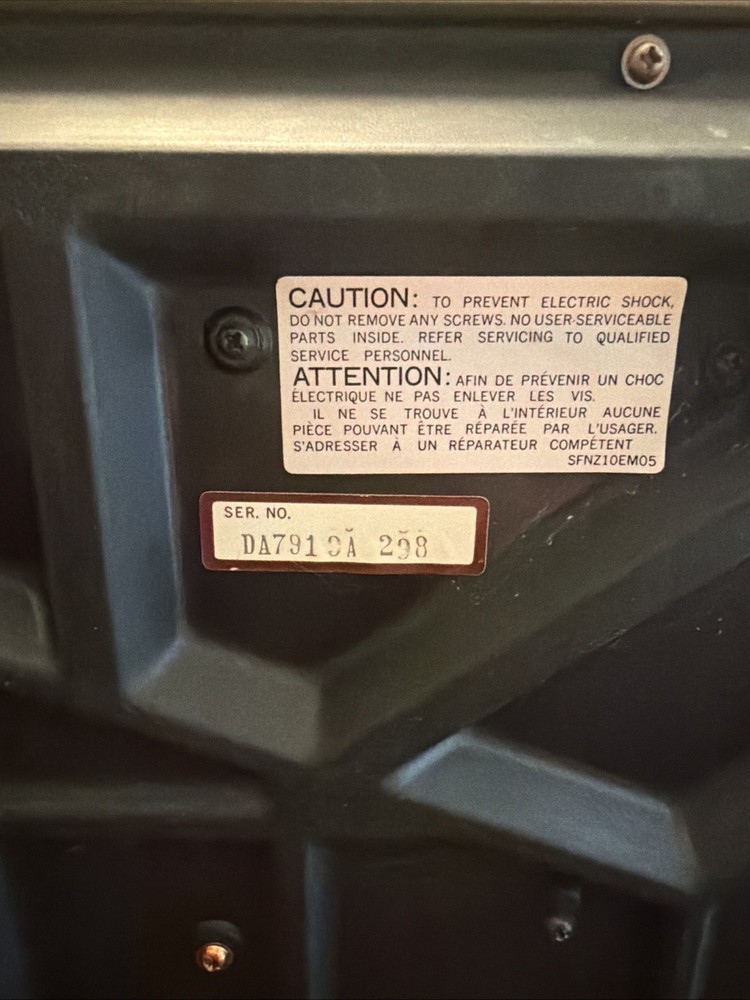 CAUTION: TO PREVENT ELECTRIC SHOCK,
DO NOT REMOVE ANY SCREWS. NO USER-SERVICEABLE
PARTS INSIDE. REFER SERVICING TO QUALIFIED
SERVICE PERSONNEL.
ATTENTION: AFIN DE PRÉVENIR UN CHOC
ÉLECTRIQUE NE PAS ENLEVER LES VIS.
IL NE SE TROUVE À L'INTÉRIEUR AUCUNE
PIÈCE POUVANT ÊTRE RÉPARÉE PAR L'USAGER.
S'ADRESSER À UN RÉPARATEUR COMPÉTENT
SFNZ10EM05
SER. NO.